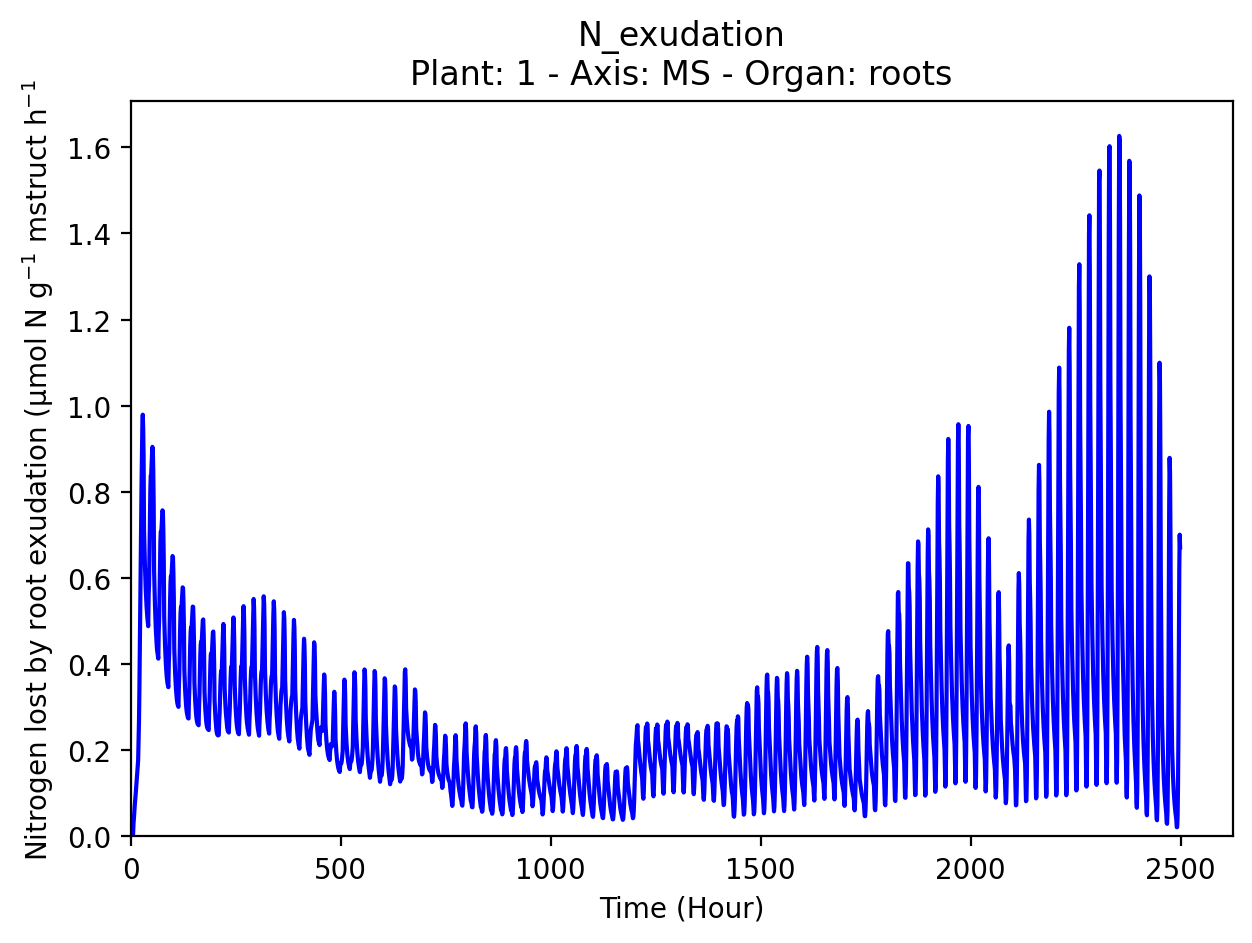 N_exudation
Plant: 1 - Axis: MS - Organ: roots
Nitrogen lost by root exudation (µmol N g⁻¹ mstruct h⁻¹
1.6
1.4
1.2
1.0
0.8
0.6
0.4
0.2
0.0
0 500 1000 1500 2000 2500
Time (Hour)